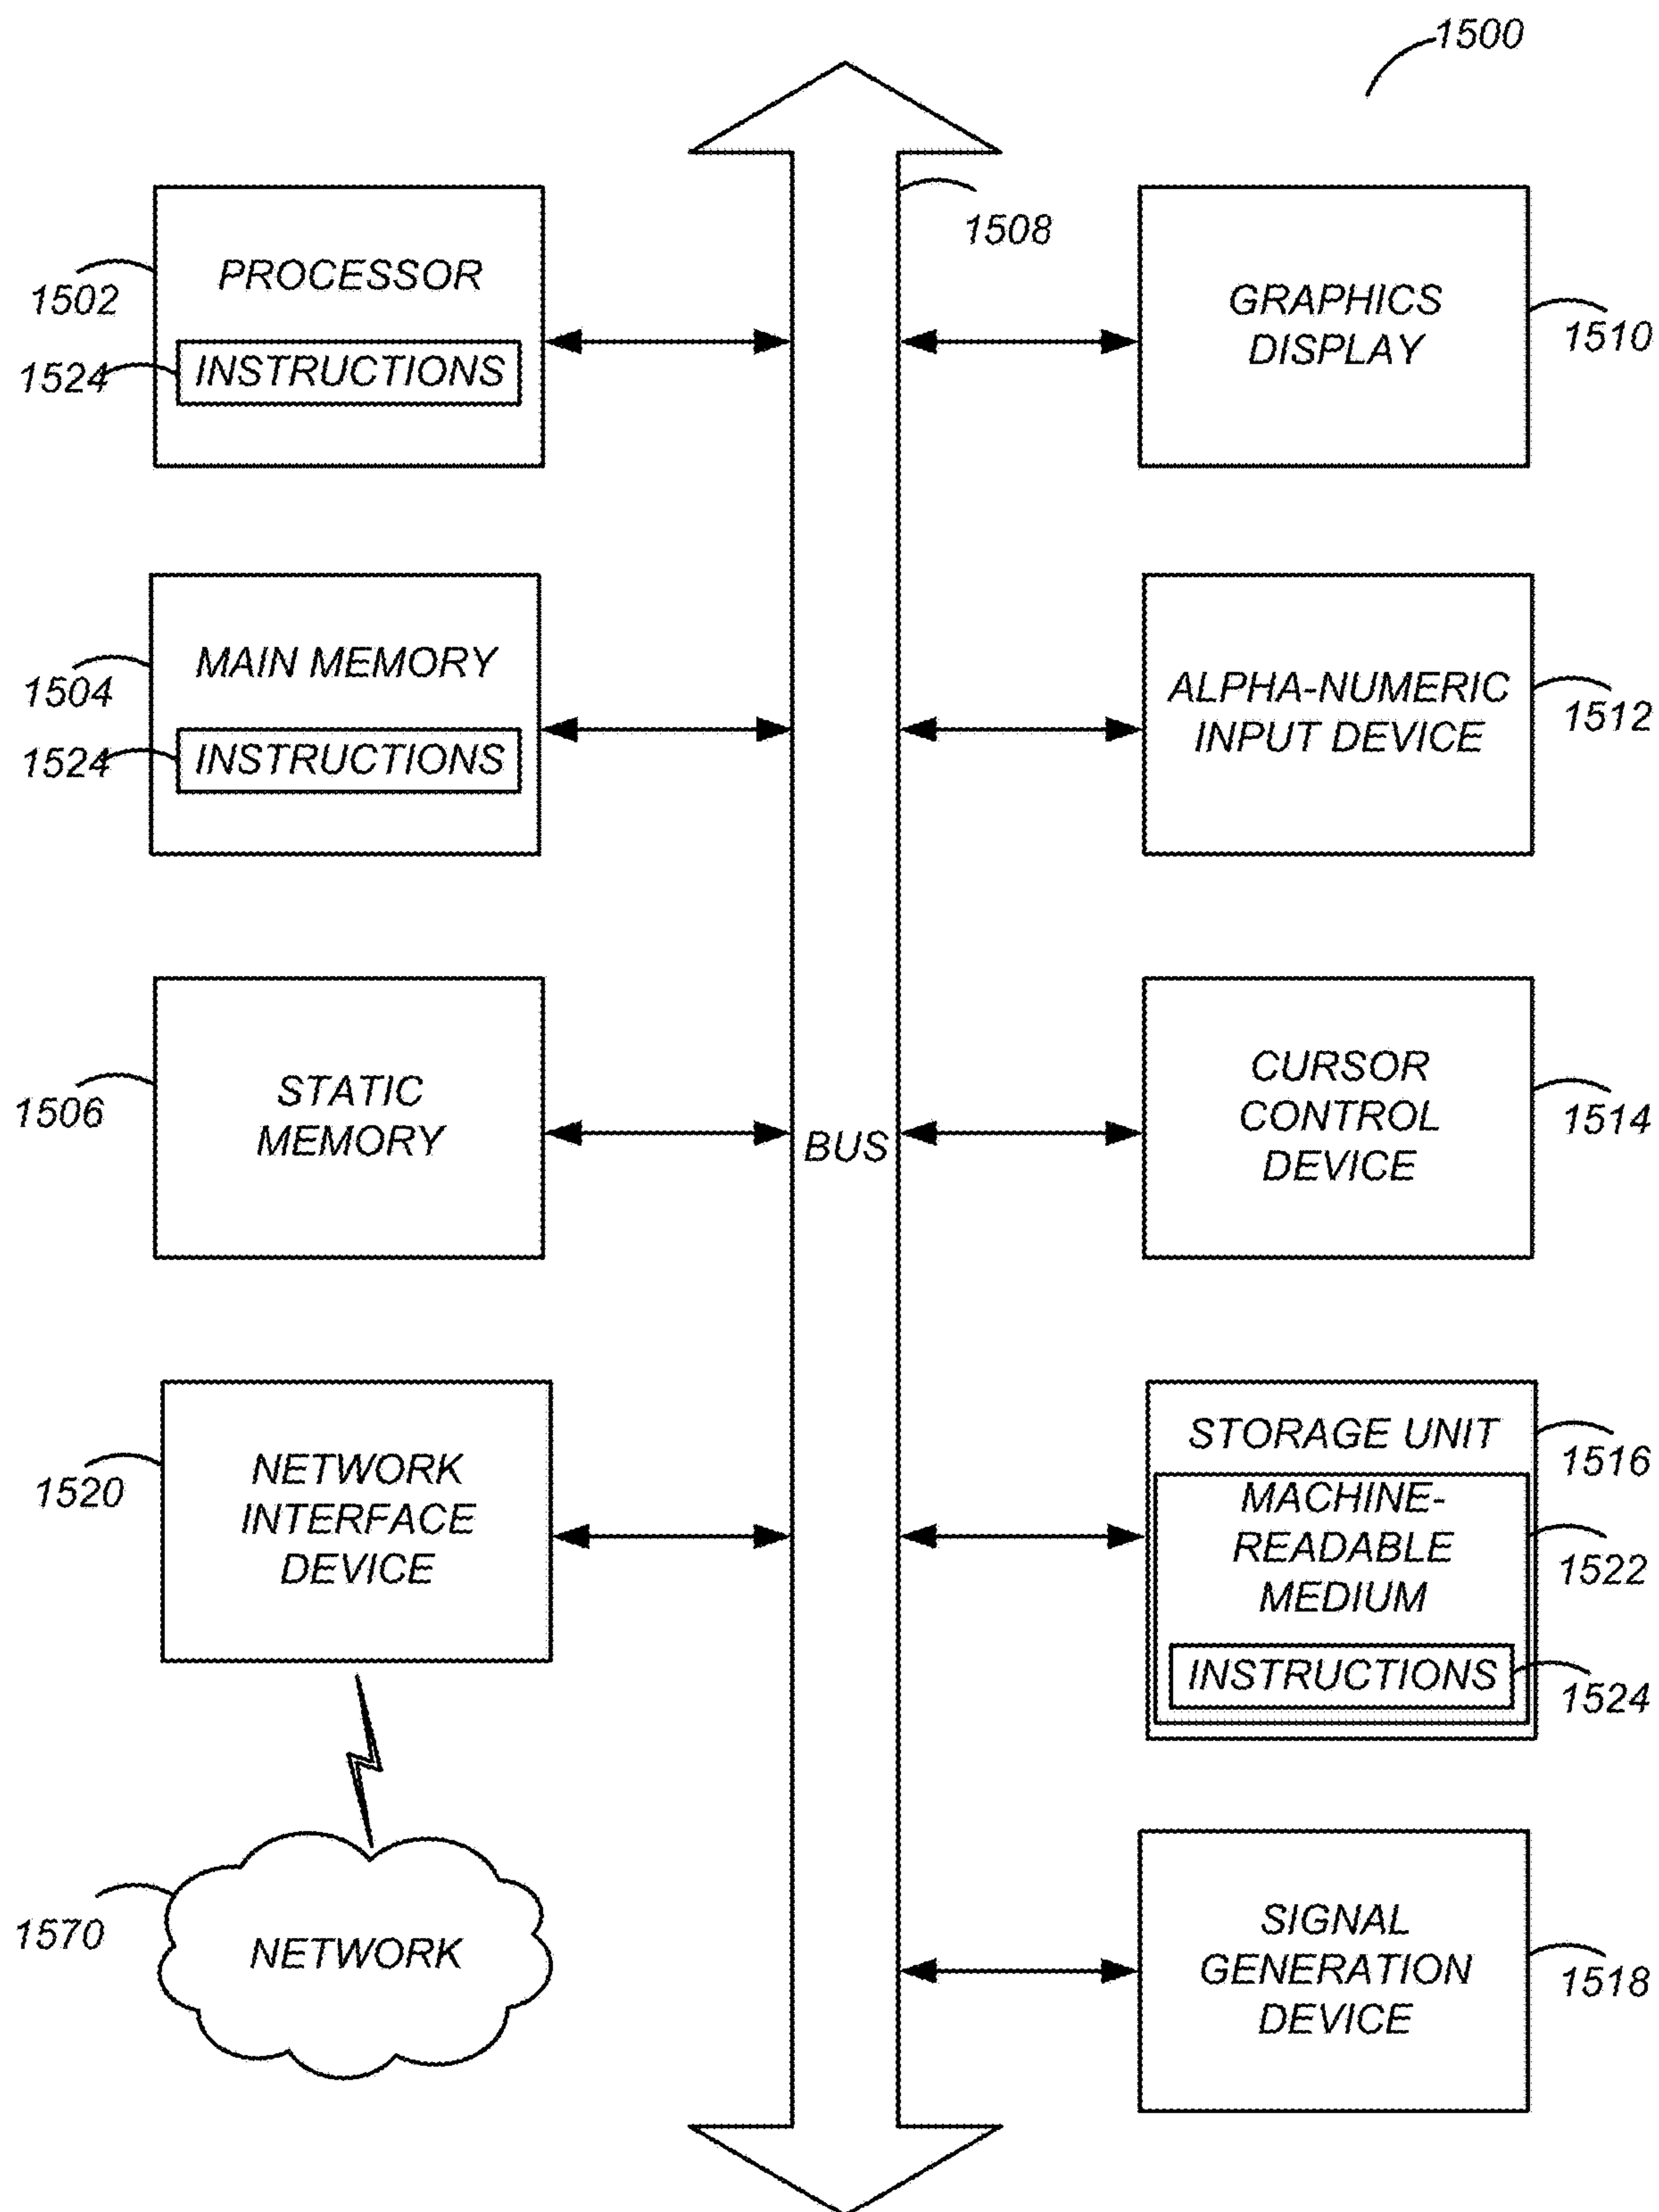 1500
1508
PROCESSOR
1502
1524
INSTRUCTIONS
GRAPHICS
DISPLAY
1510
MAIN MEMORY
1504
1524
INSTRUCTIONS
ALPHA-NUMERIC
INPUT DEVICE
1512
STATIC
MEMORY
1506
BUS
CURSOR
CONTROL
DEVICE
1514
NETWORK
INTERFACE
DEVICE
1520
STORAGE UNIT
1516
MACHINE-
READABLE
MEDIUM
1522
INSTRUCTIONS
1524
1570
NETWORK
SIGNAL
GENERATION
DEVICE
1518